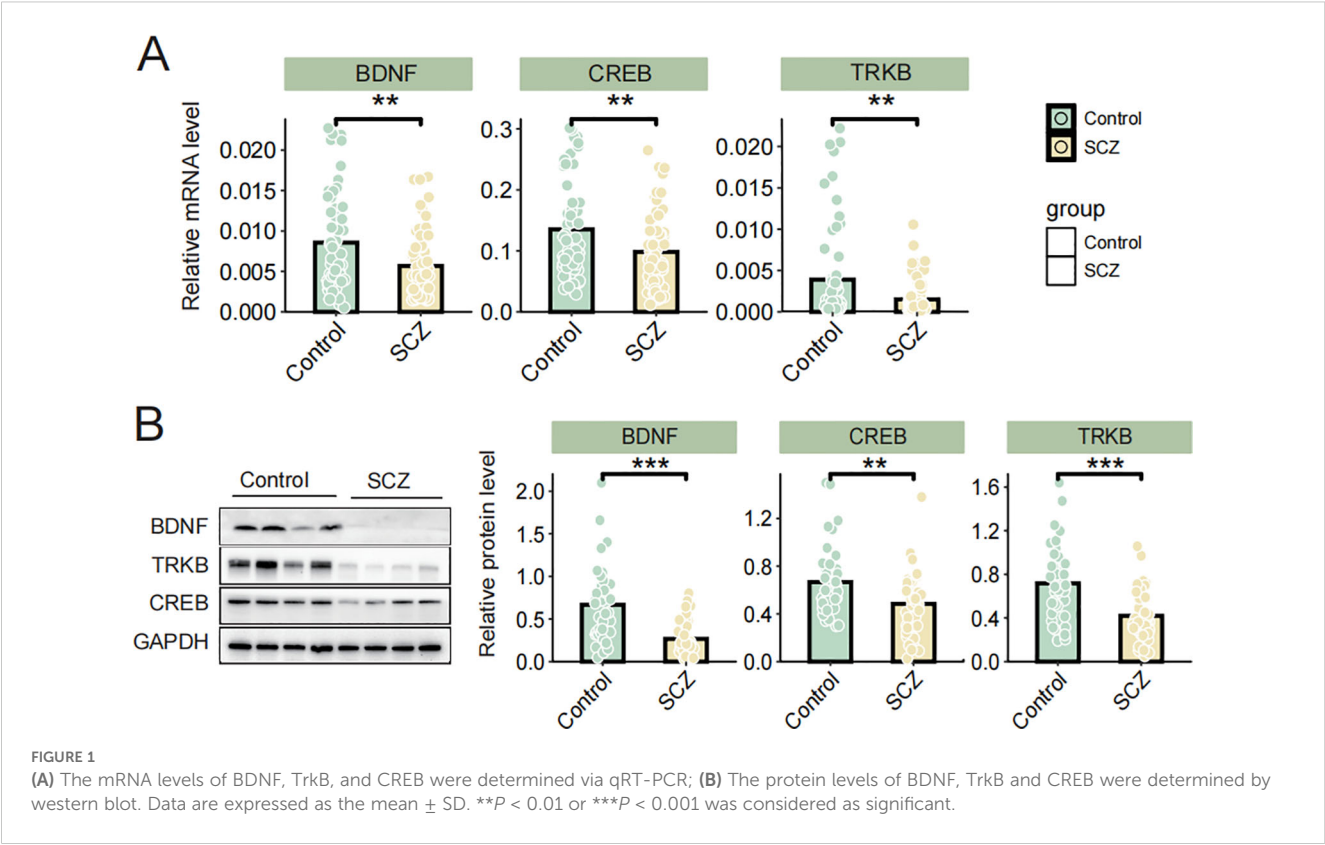 A
BDNF
CREB
TRKB
**
**
**
Relative mRNA level
0.020
0.015
0.010
0.005
0.000
0.3
0.2
0.1
0.0
0.020
0.015
0.010
0.005
0.000
Control
SCZ
Control
SCZ
Control
SCZ
Control
SCZ
group
Control
SCZ
B
Control
SCZ
BDNF
TRKB
CREB
GAPDH
BDNF
CREB
TRKB
***
**
***
Relative protein level
2.0
1.5
1.0
0.5
0.0
1.2
0.8
0.4
0.0
1.6
1.2
0.8
0.4
0.0
Control
SCZ
Control
SCZ
Control
SCZ
FIGURE 1
(A) The mRNA levels of BDNF, TrkB, and CREB were determined via qRT-PCR; (B) The protein levels of BDNF, TrkB and CREB were determined by
western blot. Data are expressed as the mean ± SD. **P < 0.01 or ***P < 0.001 was considered as significant.